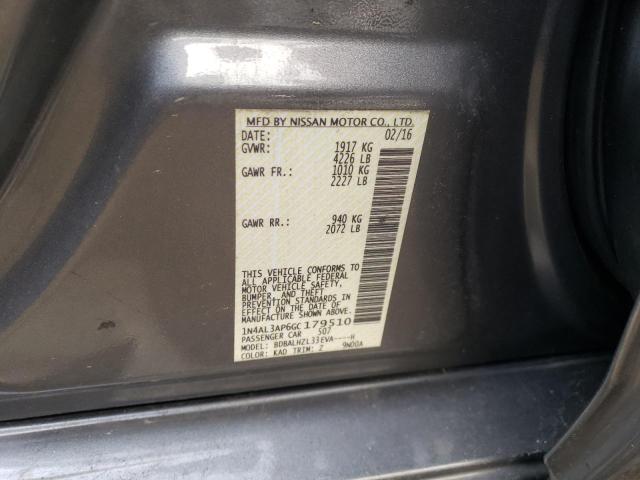 MFD BY NISSAN MOTOR CO., LTD.
DATE: 02/16
GVWR: 1917 KG
4226 LB
GAWR FR.: 1010 KG
2227 LB
GAWR RR.: 940 KG
2072 LB
THIS VEHICLE CONFORMS TO
ALL APPLICABLE FEDERAL
MOTOR VEHICLE SAFETY,
BUMPER, AND THEFT
PREVENTION STANDARDS IN
EFFECT ON THE DATE OF
MANUFACTURE SHOWN ABOVE.
1N4AL3AP6GC179510
PASSENGER CAR 507
MODEL: BDBALHZL33EVA----H
COLOR: KAD TRIM: Z 9N00A